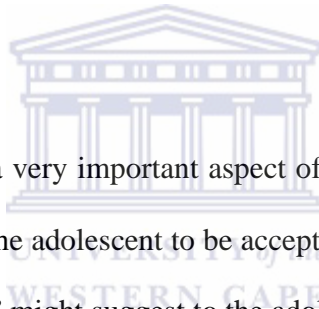 a very important aspect of
he adolescent to be accept
UNIVERSITY of the
WESTERN CAPE
might suggest to the adol